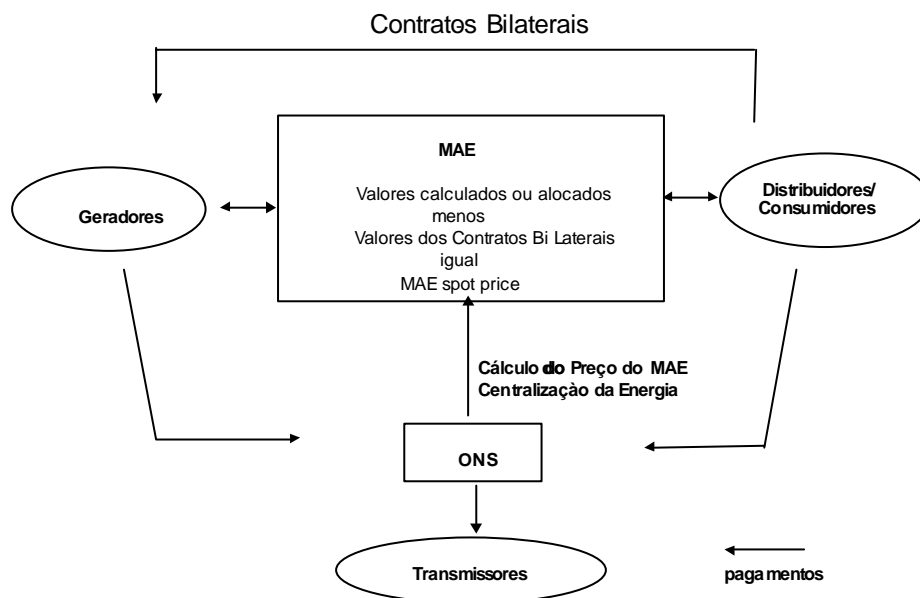 Contratos Bilaterais
MAE
Valores calculados ou alocados
menos
Valores dos Contratos Bi Laterais
igual
MAE spot price
Geradores
Distribuidores/
Consumidores
Cálculo do Preço do MAE
Centralizaçào da Energia
ONS
Transmissores
pagamentos